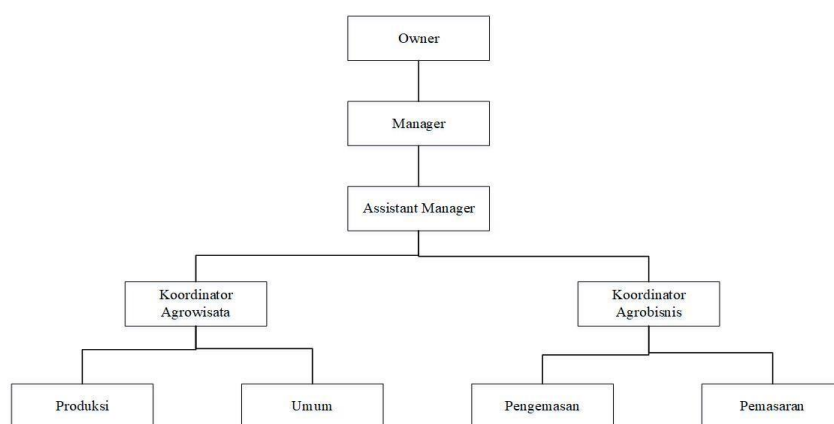 Owner
Manager
Assistant Manager
Koordinator
Agrowisata
Koordinator
Agrobisnis
Produksi
Umum
Pengemasan
Pemasaran